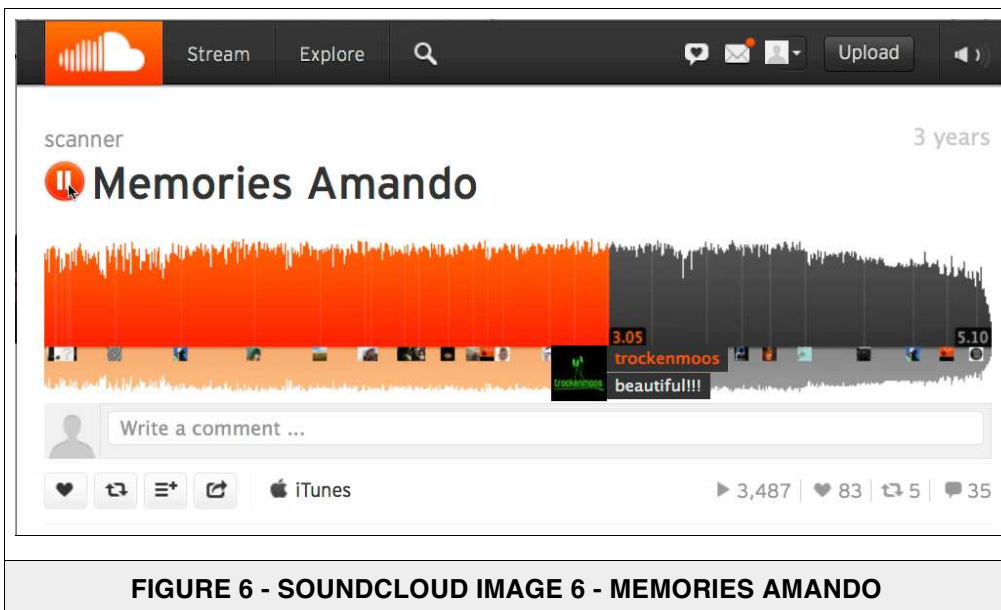 Stream Explore Upload
scanner 3 years
Memories Amando
3.05 5.10
trockenmoos
trockenmoos beautiful!!!
Write a comment ...
iTunes 3,487 83 5 35
FIGURE 6 - SOUNDCLOUD IMAGE 6 - MEMORIES AMANDO